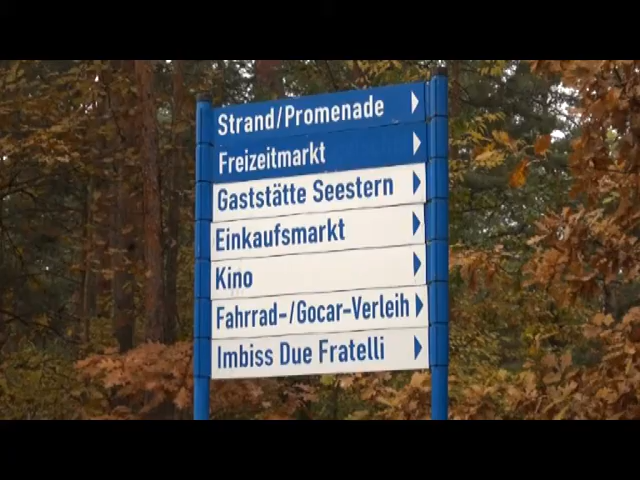 Strand/Promenade
Freizeitmarkt
Gaststätte Seestern
Einkaufsmarkt
Kino
Fahrrad-/Gocar-Verleih
Imbiss Due Fratelli